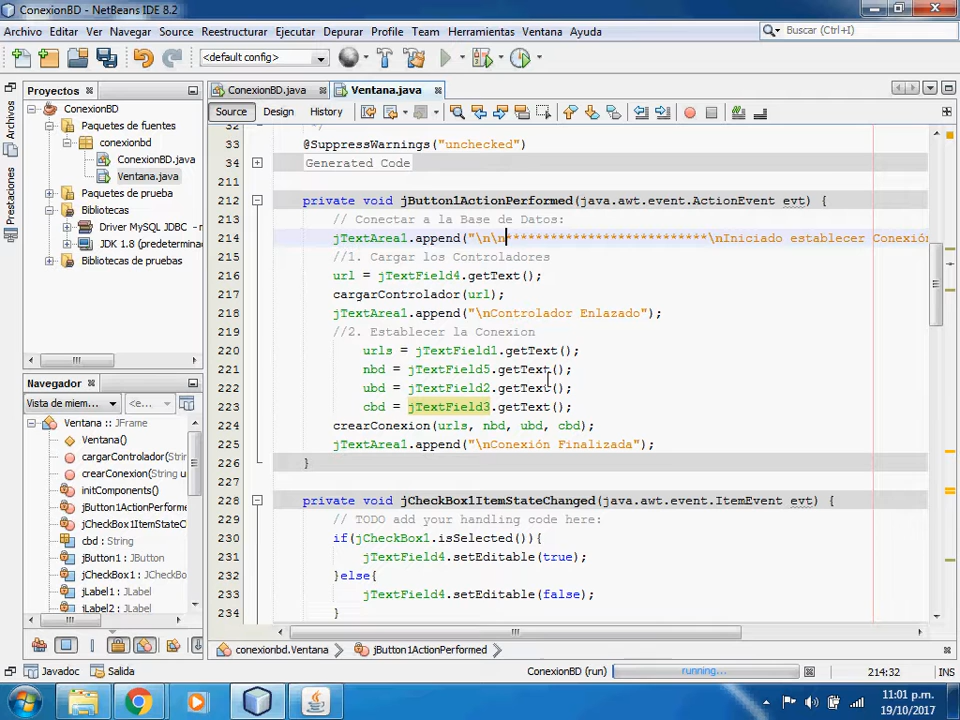 ConexionBD - NetBeans IDE 8.2
Archivo Editar Ver Navegar Source Reestructurar Ejecutar Depurar Profile Team Herramientas Ventana Ayuda
Buscar (Ctrl+I)
<default config>
Proyectos
ConexionBD.java
Ventana.java
Archivos
Prestaciones
ConexionBD
Paquetes de fuentes
conexionbd
ConexionBD.java
Ventana.java
Paquetes de prueba
Bibliotecas
Driver MySQL JDBC -
JDK 1.8 (predetermina
Bibliotecas de pruebas
Navegador
Vista de miem...
<e...
Ventana :: JFrame
Ventana()
cargarControlador(
crearConexion(String u
initComponents()
jButton1ActionPerform
jCheckBox1ItemStateC
cbd : String
jButton1 : JButton
jCheckBox1 : JCheckBo
jLabel1 : JLabel
jLabel2 : JLabel
Source Design History
33 @SuppressWarnings("unchecked")
34 Generated Code
211
212 private void jButton1ActionPerformed(java.awt.event.ActionEvent evt) {
213 // Conectar a la Base de Datos:
214 jTextArea1.append("\n\n***************************\nIniciado establecer Conexión
215 //1. Cargar los Controladores
216 url = jTextField4.getText();
217 cargarControlador(url);
218 jTextArea1.append("\nControlador Enlazado");
219 //2. Establecer la Conexion
220 urls = jTextField1.getText();
221 nbd = jTextField5.getText();
222 ubd = jTextField2.getText();
223 cbd = jTextField3.getText();
224 crearConexion(urls, nbd, ubd, cbd);
225 jTextArea1.append("\nConexión Finalizada");
226 }
227
228 private void jCheckBox1ItemStateChanged(java.awt.event.ItemEvent evt) {
229 // TODO add your handling code here:
230 if(jCheckBox1.isSelected()){
231 jTextField4.setEditable(true);
232 }else{
233 jTextField4.setEditable(false);
234 }
conexionbd.Ventana
jButton1ActionPerformed
Javadoc
Salida
ConexionBD (run)
running...
214:32
INS
11:01 p.m.
19/10/2017